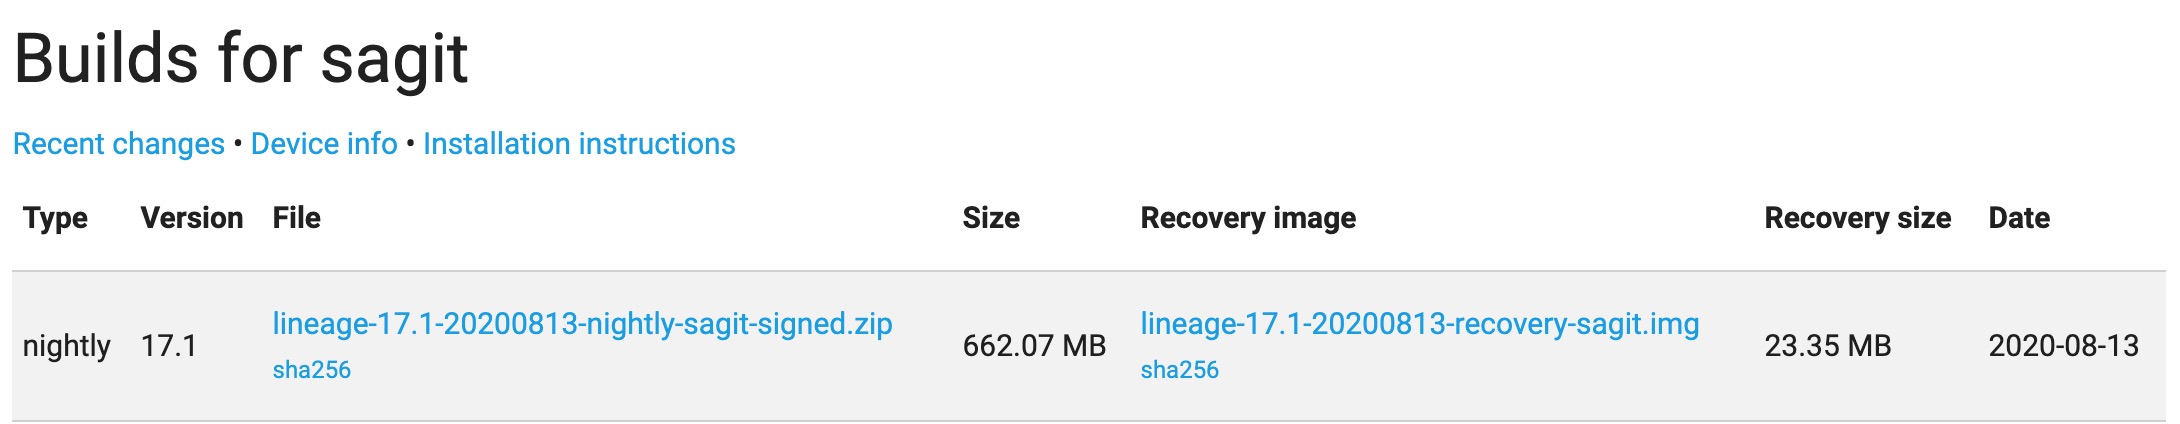 Builds for sagit
Recent changes • Device info • Installation instructions
Type Version File Size Recovery image Recovery size Date
nightly 17.1 lineage-17.1-20200813-nightly-sagit-signed.zip 662.07 MB lineage-17.1-20200813-recovery-sagit.img 23.35 MB 2020-08-13
sha256 sha256